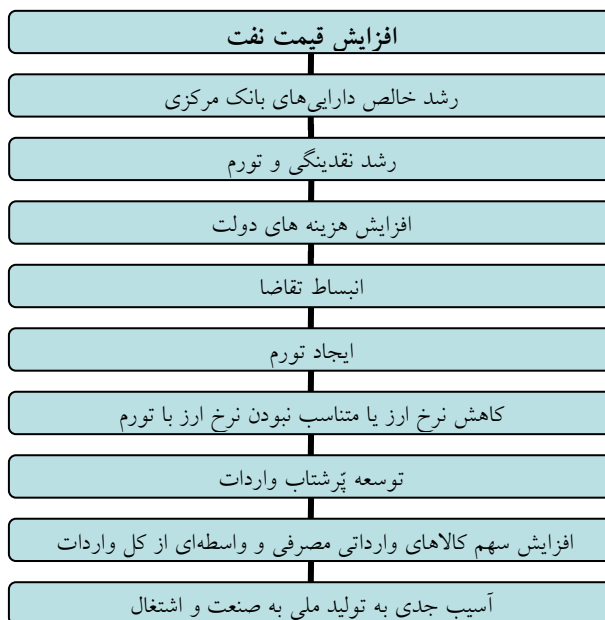 افزایش قیمت نفت
رشد خالص دارایی‌های بانک مرکزی
رشد نقدینگی و تورم
افزایش هزینه های دولت
انبساط تقاضا
ایجاد تورم
کاهش نرخ ارز یا متناسب نبودن نرخ ارز با تورم
توسعه پّرشتاب واردات
افزایش سهم کالاهای وارداتی مصرفی و واسطه‌ای از کل واردات
آسیب جدی به تولید ملی به صنعت و اشتغال